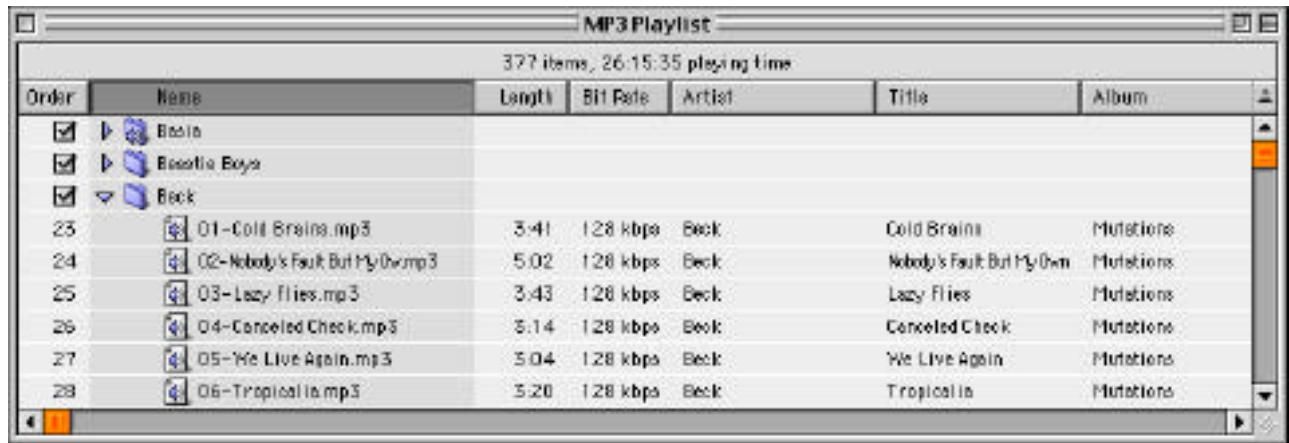 MP3 Playlist
377 items, 26:15:35 playing time
Order Name Length Bit Rate Artist Title Album
Basia
Beastie Boys
Beck
23 01-Cold Brains.mp3 3:41 128 kbps Beck Cold Brains Mutations
24 02-Nobody's Fault But My Ow.mp3 5:02 128 kbps Beck Nobody's Fault But My Own Mutations
25 03-Lazy Flies.mp3 3:43 128 kbps Beck Lazy Flies Mutations
26 04-Canceled Check.mp3 3:14 128 kbps Beck Canceled Check Mutations
27 05-We Live Again.mp3 3:04 128 kbps Beck We Live Again Mutations
28 06-Tropicalia.mp3 3:20 128 kbps Beck Tropicalia Mutations